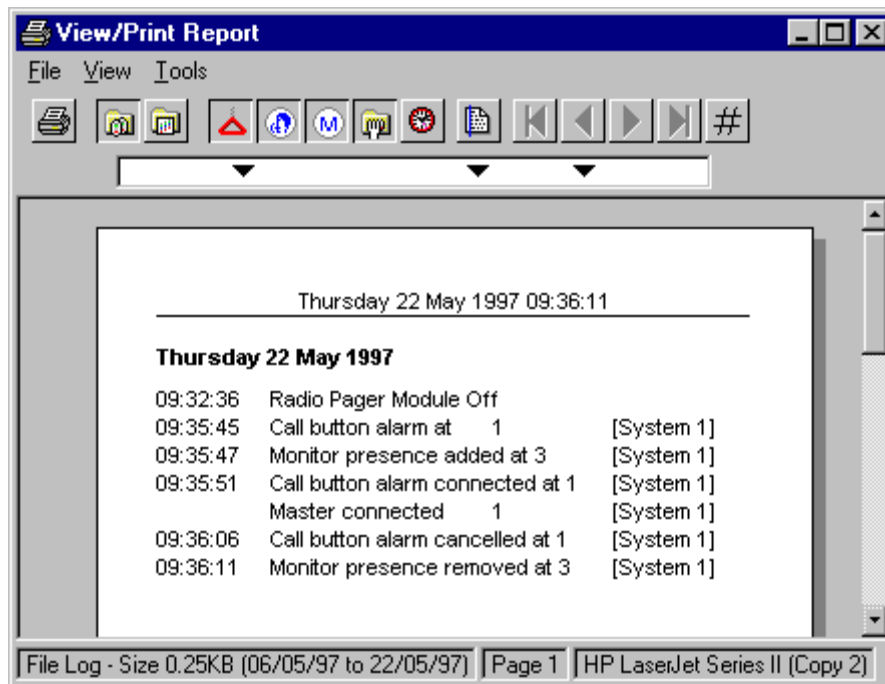 View/Print Report
File View Tools
M #
Thursday 22 May 1997 09:36:11
Thursday 22 May 1997
09:32:36 Radio Pager Module Off
09:35:45 Call button alarm at 1 [System 1]
09:35:47 Monitor presence added at 3 [System 1]
09:35:51 Call button alarm connected at 1 [System 1]
Master connected 1 [System 1]
09:36:06 Call button alarm cancelled at 1 [System 1]
09:36:11 Monitor presence removed at 3 [System 1]
File Log - Size 0.25KB (06/05/97 to 22/05/97) Page 1 HP LaserJet Series II (Copy 2)